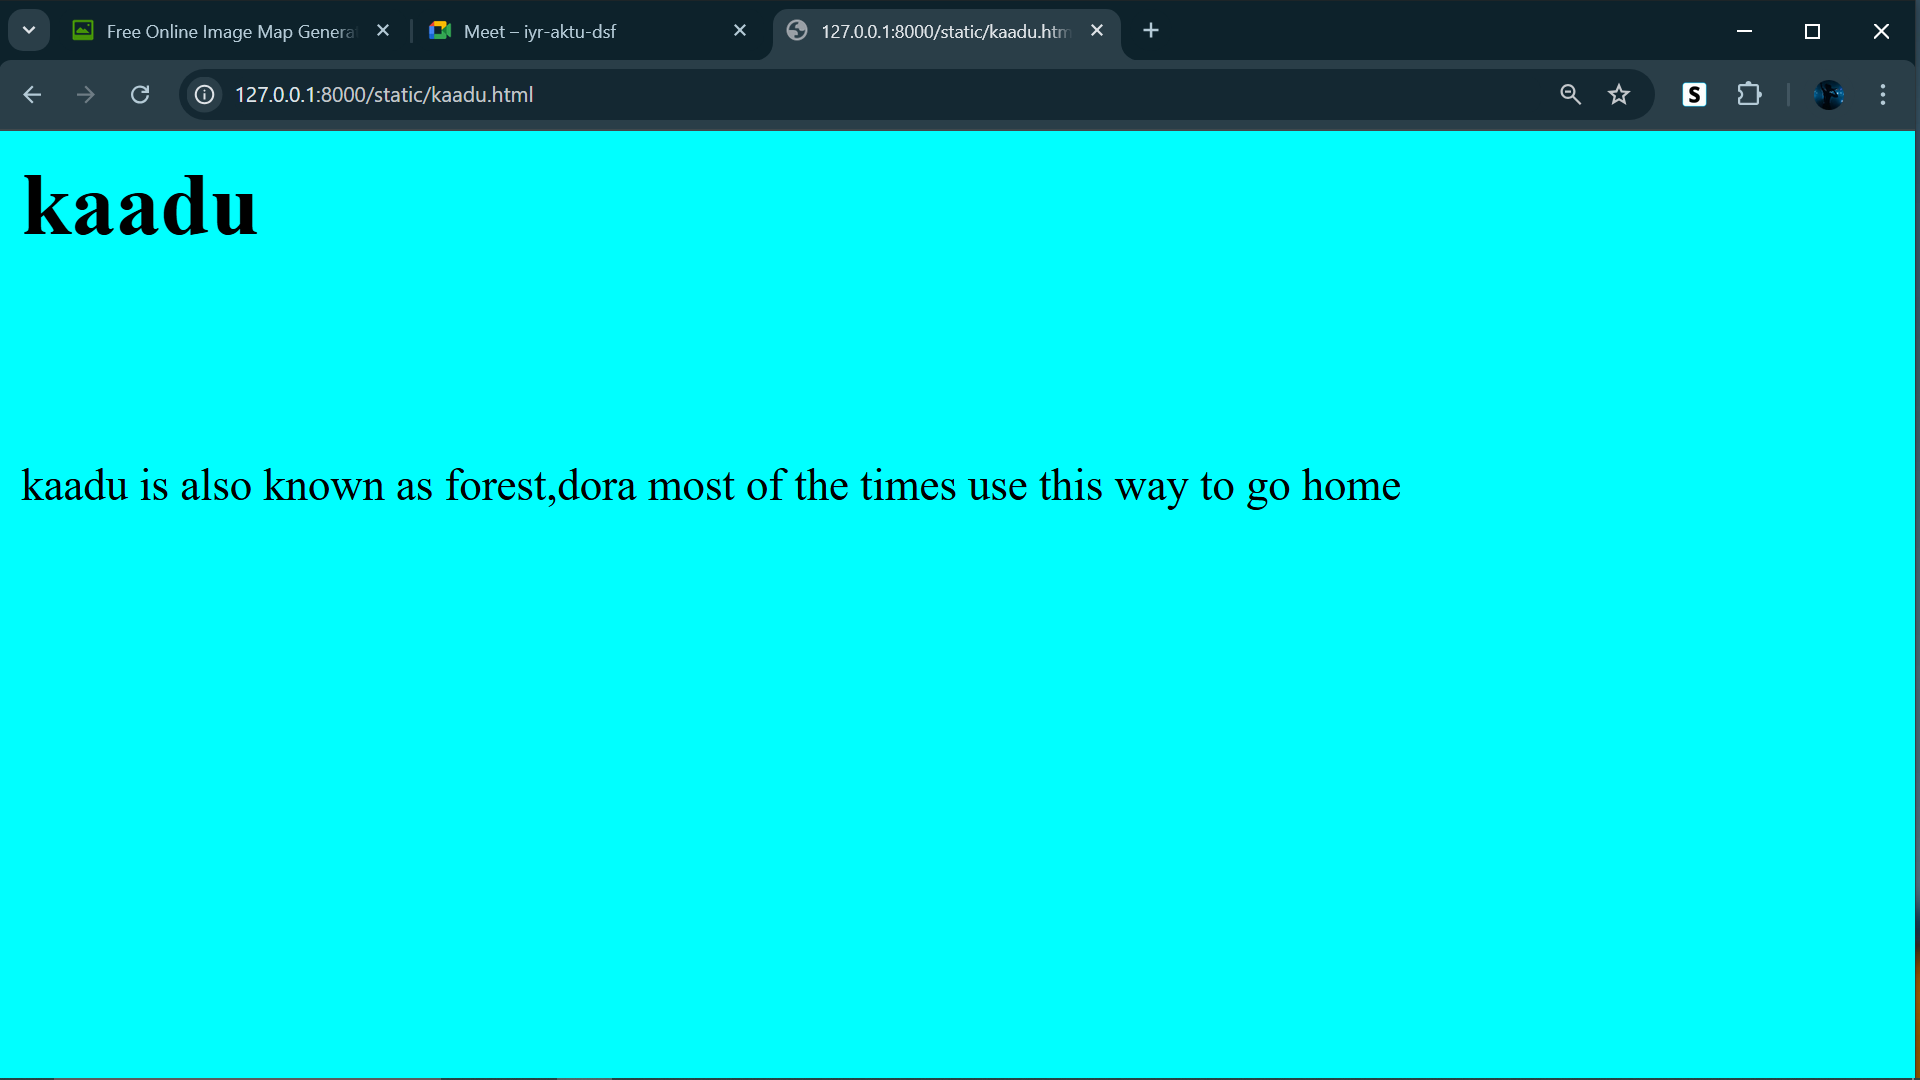 Free Online Image Map Genera
Meet – iyr-aktu-dsf
127.0.0.1:8000/static/kaadu.htm
127.0.0.1:8000/static/kaadu.html
S
kaadu
kaadu is also known as forest,dora most of the times use this way to go home